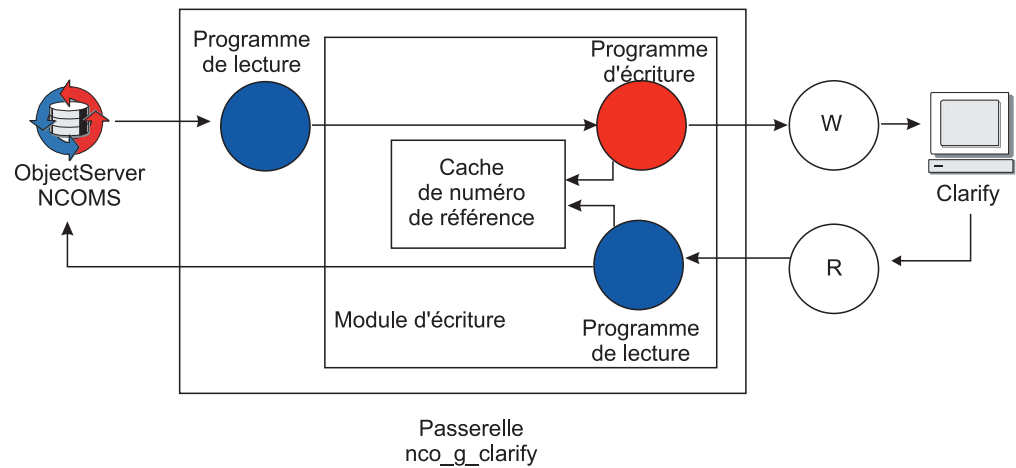 Programme
de lecture
Programme
d'écriture
ObjectServer
NCOMS
Cache
de numéro
de référence
W
Clarify
R
Module d'écriture
Programme
de lecture
Passerelle
nco_g_clarify